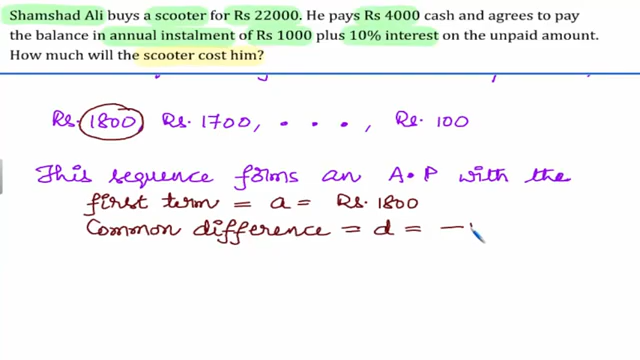 Shamshad Ali buys a scooter for Rs 22000. He pays Rs 4000 cash and agrees to pay
the balance in annual instalment of Rs 1000 plus 10% interest on the unpaid amount.
How much will the scooter cost him?
Rs. 1800, Rs. 1700, . . . , Rs. 100
This sequence forms an A.P with the
first term = a = Rs. 1800
Common difference = d = —